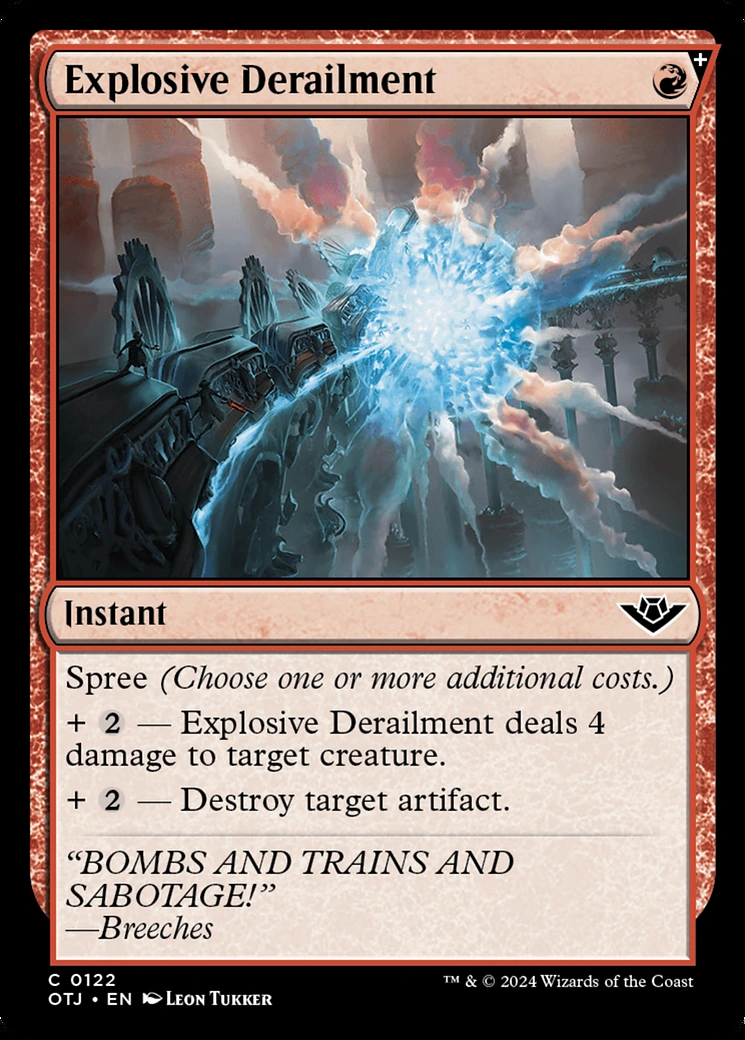 Explosive Derailment
+
Instant
Spree (Choose one or more additional costs.)
+ 2 — Explosive Derailment deals 4
damage to target creature.
+ 2 — Destroy target artifact.
“BOMBS AND TRAINS AND
SABOTAGE!”
—Breeches
C 0122
OTJ • EN Leon Tukker
™ & © 2024 Wizards of the Coast